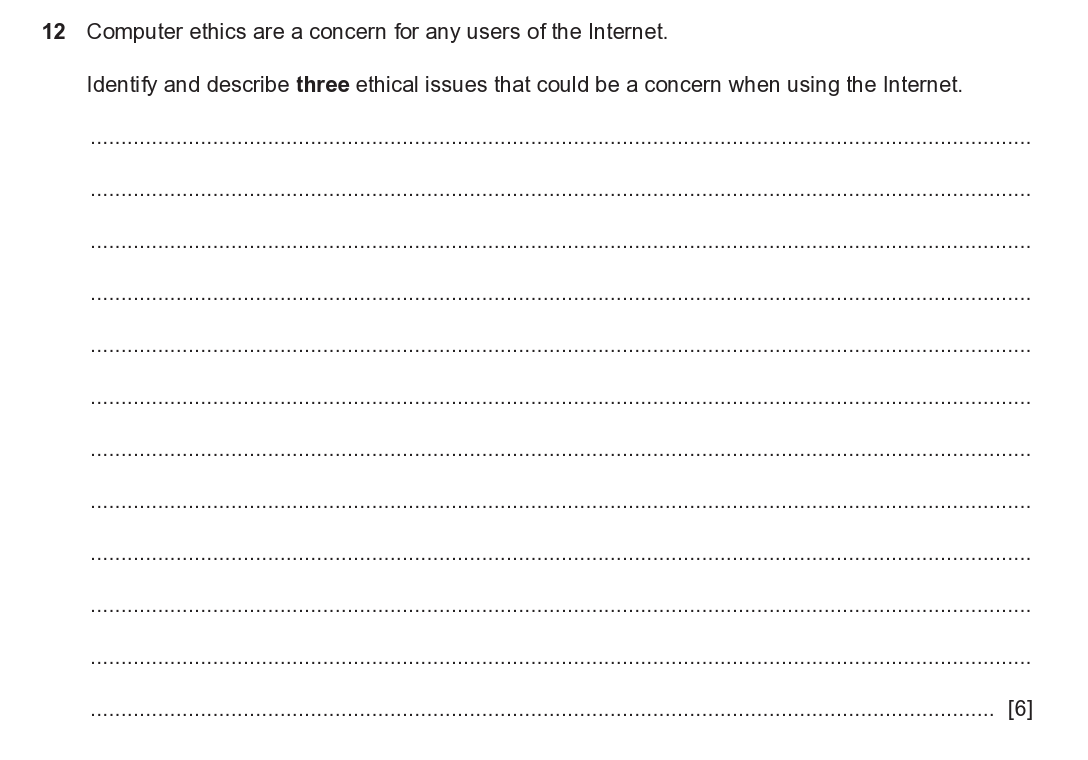 12 Computer ethics are a concern for any users of the Internet.
Identify and describe three ethical issues that could be a concern when using the Internet.
[6]